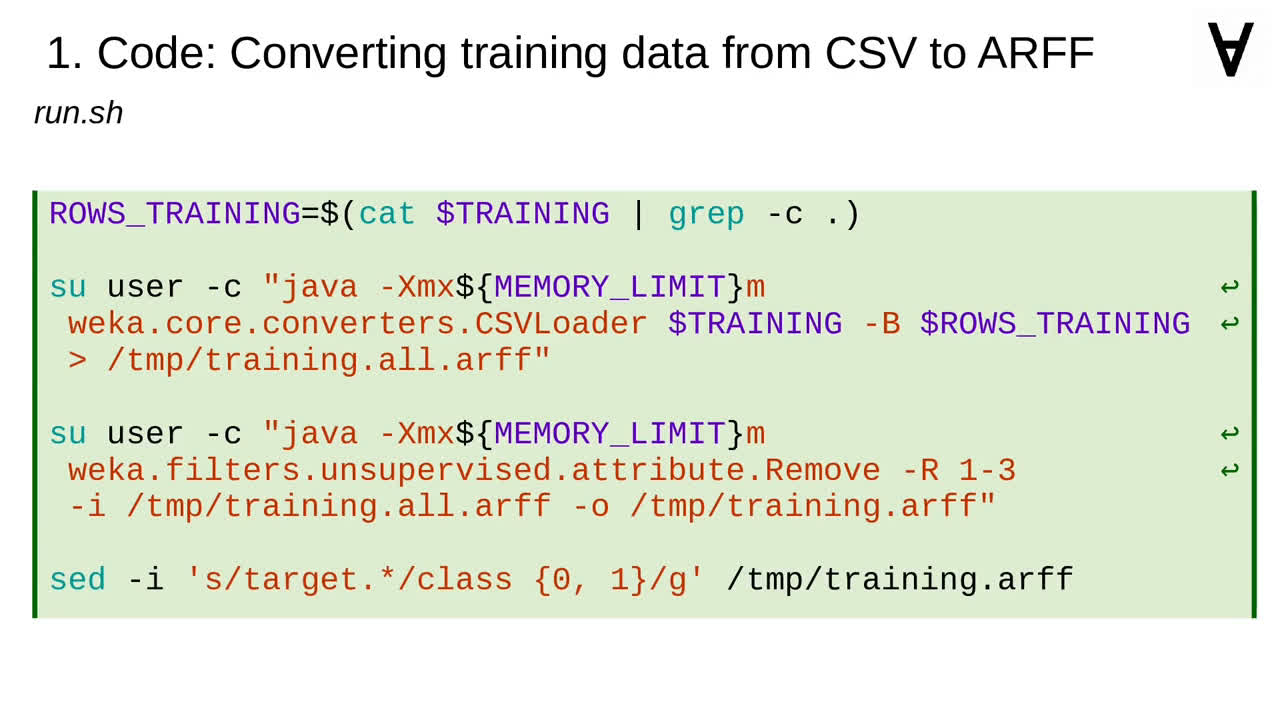 1. Code: Converting training data from CSV to ARFF
run.sh
ROWS_TRAINING=$(cat $TRAINING | grep -c .)
su user -c "java -Xmx${MEMORY_LIMIT}m ↩
weka.core.converters.CSVLoader $TRAINING -B $ROWS_TRAINING ↩
> /tmp/training.all.arff"
su user -c "java -Xmx${MEMORY_LIMIT}m ↩
weka.filters.unsupervised.attribute.Remove -R 1-3 ↩
-i /tmp/training.all.arff -o /tmp/training.arff"
sed -i 's/target.*/class {0, 1}/g' /tmp/training.arff